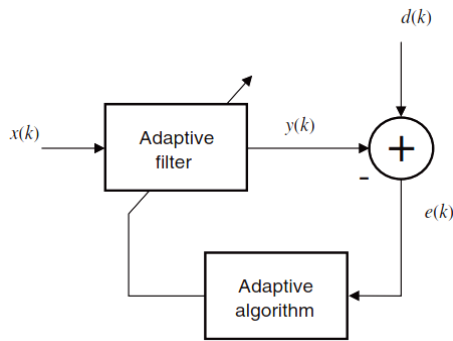 d(k)
x(k)
Adaptive
filter
y(k)
+
-
e(k)
Adaptive
algorithm